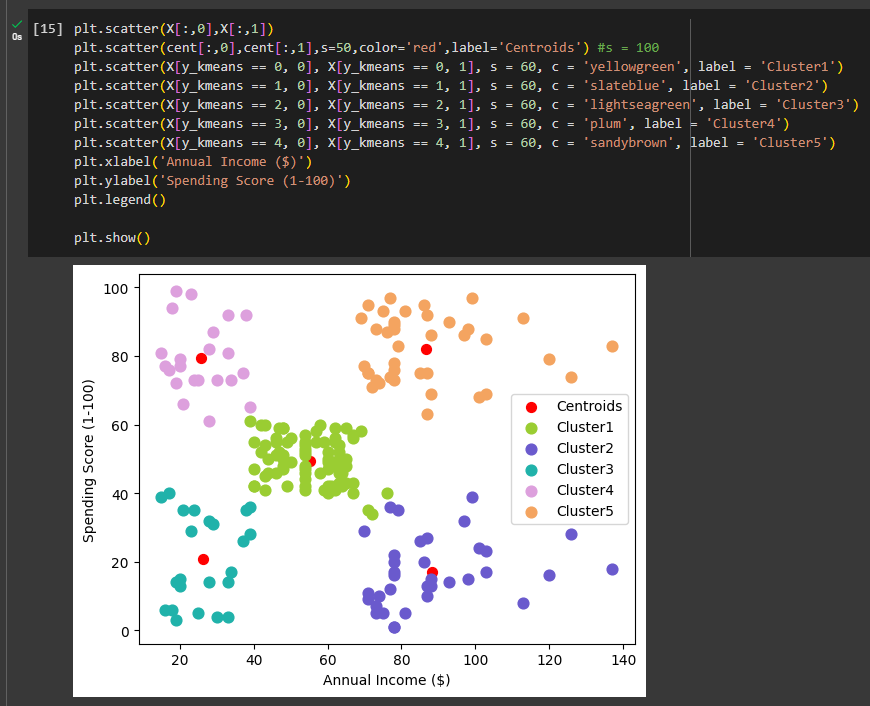 [15] plt.scatter(X[:,0],X[:,1])
0s
plt.scatter(cent[:,0],cent[:,1],s=50,color='red',label='Centroids') #s = 100
plt.scatter(X[y_kmeans == 0, 0], X[y_kmeans == 0, 1], s = 60, c = 'yellowgreen', label = 'Cluster1')
plt.scatter(X[y_kmeans == 1, 0], X[y_kmeans == 1, 1], s = 60, c = 'slateblue', label = 'Cluster2')
plt.scatter(X[y_kmeans == 2, 0], X[y_kmeans == 2, 1], s = 60, c = 'lightseagreen', label = 'Cluster3')
plt.scatter(X[y_kmeans == 3, 0], X[y_kmeans == 3, 1], s = 60, c = 'plum', label = 'Cluster4')
plt.scatter(X[y_kmeans == 4, 0], X[y_kmeans == 4, 1], s = 60, c = 'sandybrown', label = 'Cluster5')
plt.xlabel('Annual Income ($)')
plt.ylabel('Spending Score (1-100)')
plt.legend()
plt.show()
100
80
60
40
20
0
Spending Score (1-100)
Centroids
Cluster1
Cluster2
Cluster3
Cluster4
Cluster5
20 40 60 80 100 120 140
Annual Income ($)